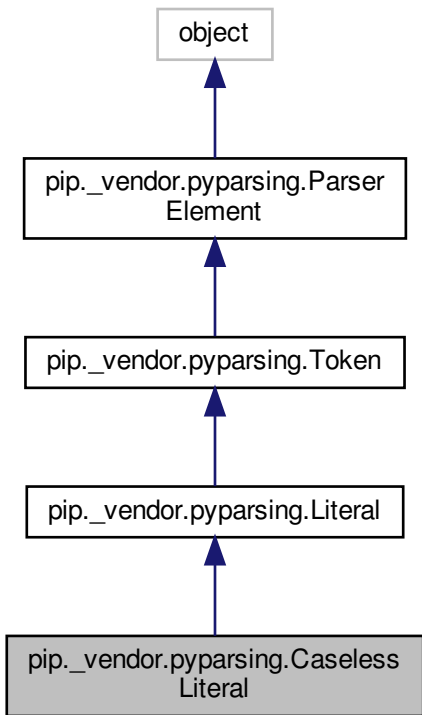 object
pip._vendor.pyparsing.Parser
Element
pip._vendor.pyparsing.Token
pip._vendor.pyparsing.Literal
pip._vendor.pyparsing.Caseless
Literal